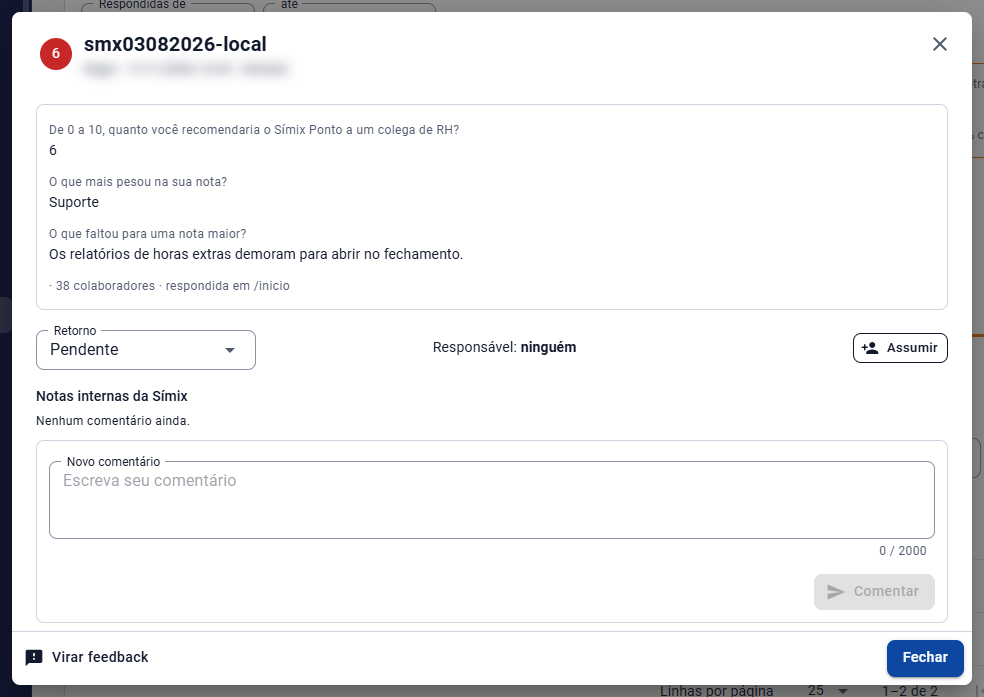 Respondidas de
até
6
smx03082026-local
De 0 a 10, quanto você recomendaria o Símix Ponto a um colega de RH?
6
O que mais pesou na sua nota?
Suporte
O que faltou para uma nota maior?
Os relatórios de horas extras demoram para abrir no fechamento.
· 38 colaboradores · respondida em /inicio
Retorno
Pendente
Responsável: ninguém
Assumir
Notas internas da Símix
Nenhum comentário ainda.
Novo comentário
Escreva seu comentário
0 / 2000
Comentar
Virar feedback
Fechar
Linhas por página
25
1–2 de 2